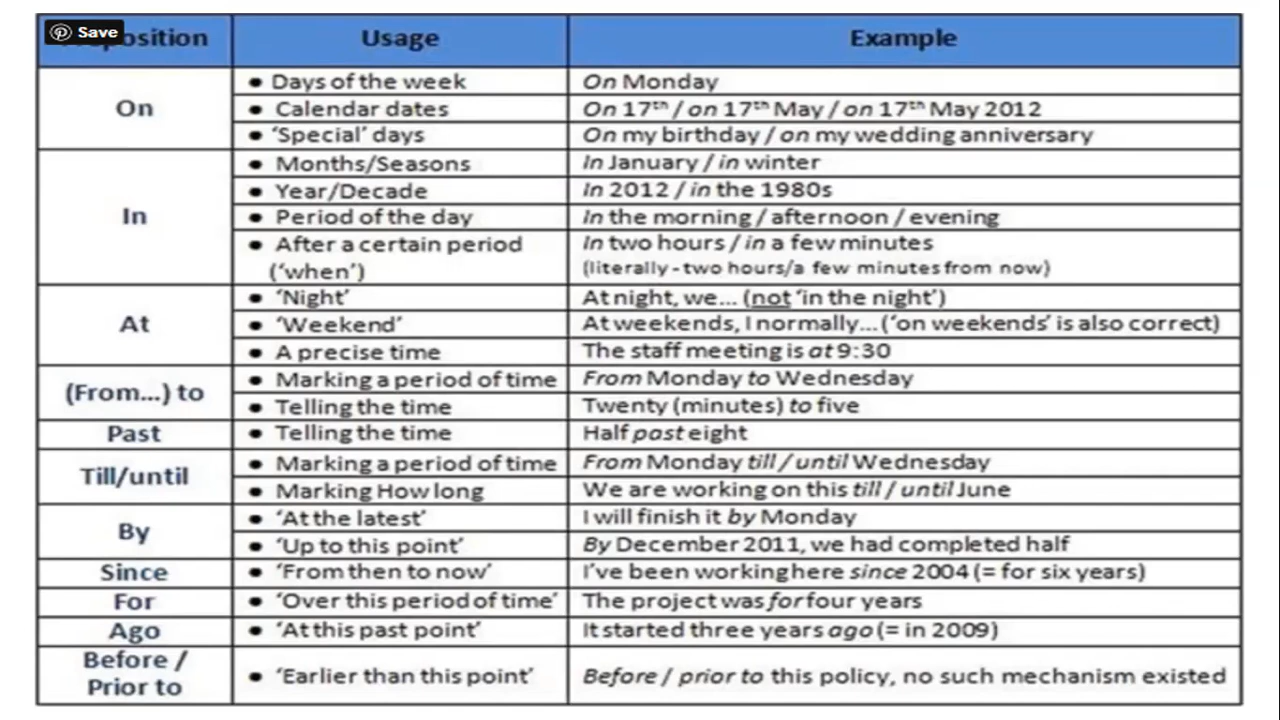 Save
position Usage Example
On
• Days of the week On Monday
• Calendar dates On 17th / on 17th May / on 17th May 2012
• ‘Special’ days On my birthday / on my wedding anniversary
In
• Months/Seasons In January / in winter
• Year/Decade In 2012 / in the 1980s
• Period of the day In the morning / afternoon / evening
• After a certain period In two hours / in a few minutes
(‘when’) (literally - two hours/a few minutes from now)
At
• ‘Night’ At night, we... (not ‘in the night’)
• ‘Weekend’ At weekends, I normally... (‘on weekends’ is also correct)
• A precise time The staff meeting is at 9:30
(From...) to
• Marking a period of time From Monday to Wednesday
• Telling the time Twenty (minutes) to five
Past • Telling the time Half past eight
Till/until
• Marking a period of time From Monday till / until Wednesday
• Marking How long We are working on this till / until June
By
• ‘At the latest’ I will finish it by Monday
• ‘Up to this point’ By December 2011, we had completed half
Since • ‘From then to now’ I’ve been working here since 2004 (= for six years)
For • ‘Over this period of time’ The project was for four years
Ago • ‘At this past point’ It started three years ago (= in 2009)
Before /
Prior to
• ‘Earlier than this point’ Before / prior to this policy, no such mechanism existed